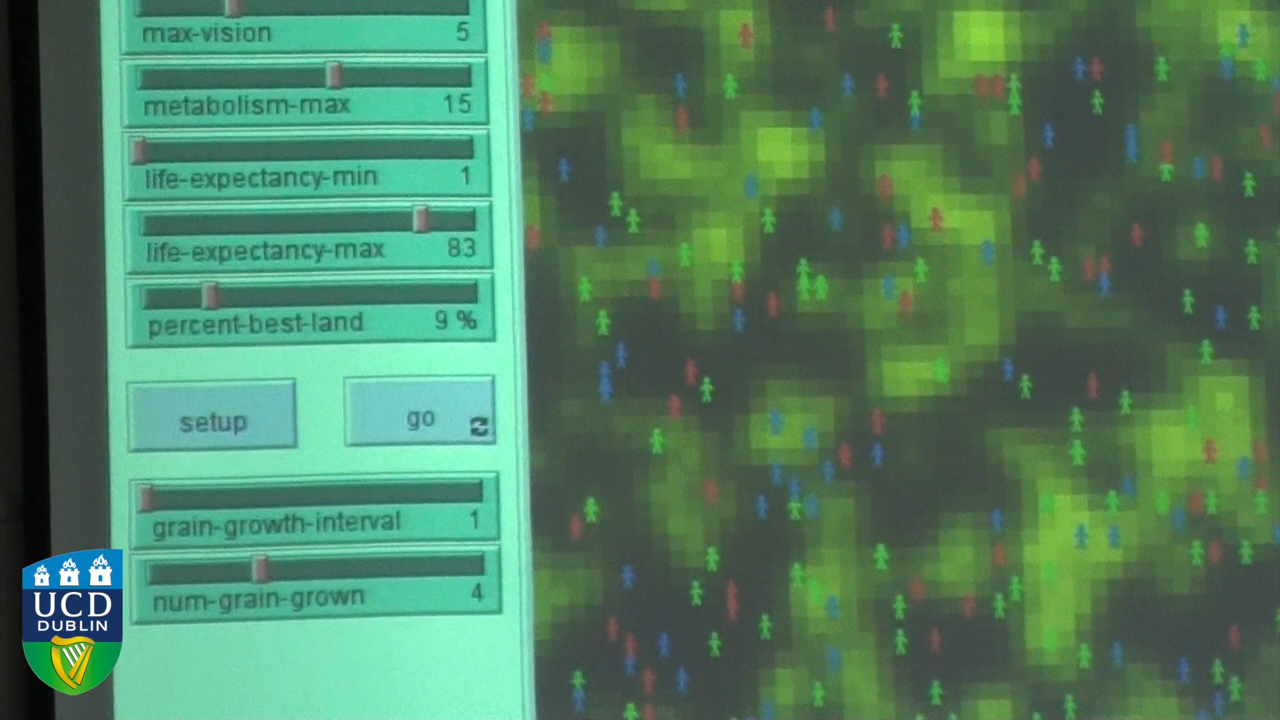 max-vision 5
metabolism-max 15
life-expectancy-min 1
life-expectancy-max 83
percent-best-land 9 %
setup go
grain-growth-interval 1
num-grain-grown 4
UCD
DUBLIN